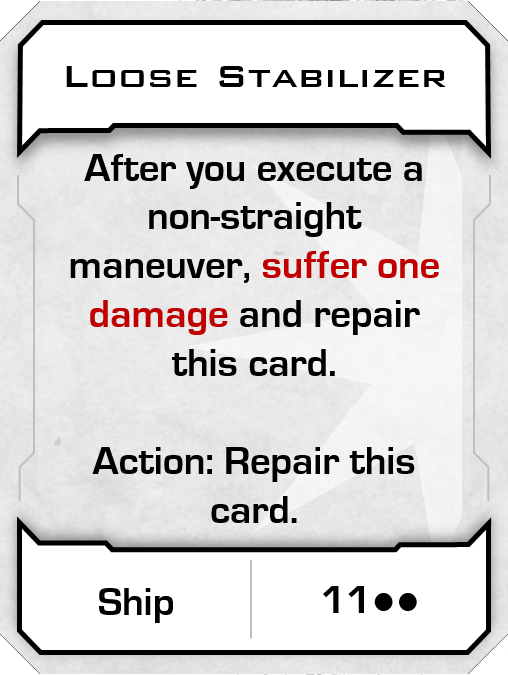 Loose Stabilizer
After you execute a
non-straight
maneuver, suffer one
damage and repair
this card.
Action: Repair this
card.
Ship
11●●